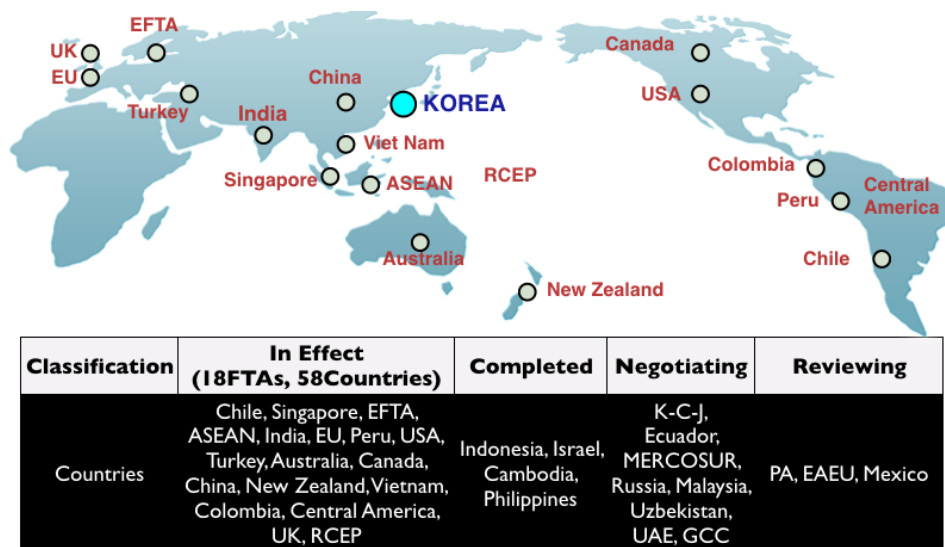 EFTA
UK
EU
Turkey
India
China
KOREA
Viet Nam
Singapore
ASEAN
RCEP
Australia
New Zealand
Canada
USA
Colombia
Peru
Central
America
Chile
Classification
In Effect
(18FTAs, 58Countries)
Completed
Negotiating
Reviewing
Countries
Chile, Singapore, EFTA,
ASEAN, India, EU, Peru, USA,
Turkey, Australia, Canada,
China, New Zealand, Vietnam,
Colombia, Central America,
UK, RCEP
Indonesia, Israel,
Cambodia,
Philippines
K-C-J,
Ecuador,
MERCOSUR,
Russia, Malaysia,
Uzbekistan,
UAE, GCC
PA, EAEU, Mexico